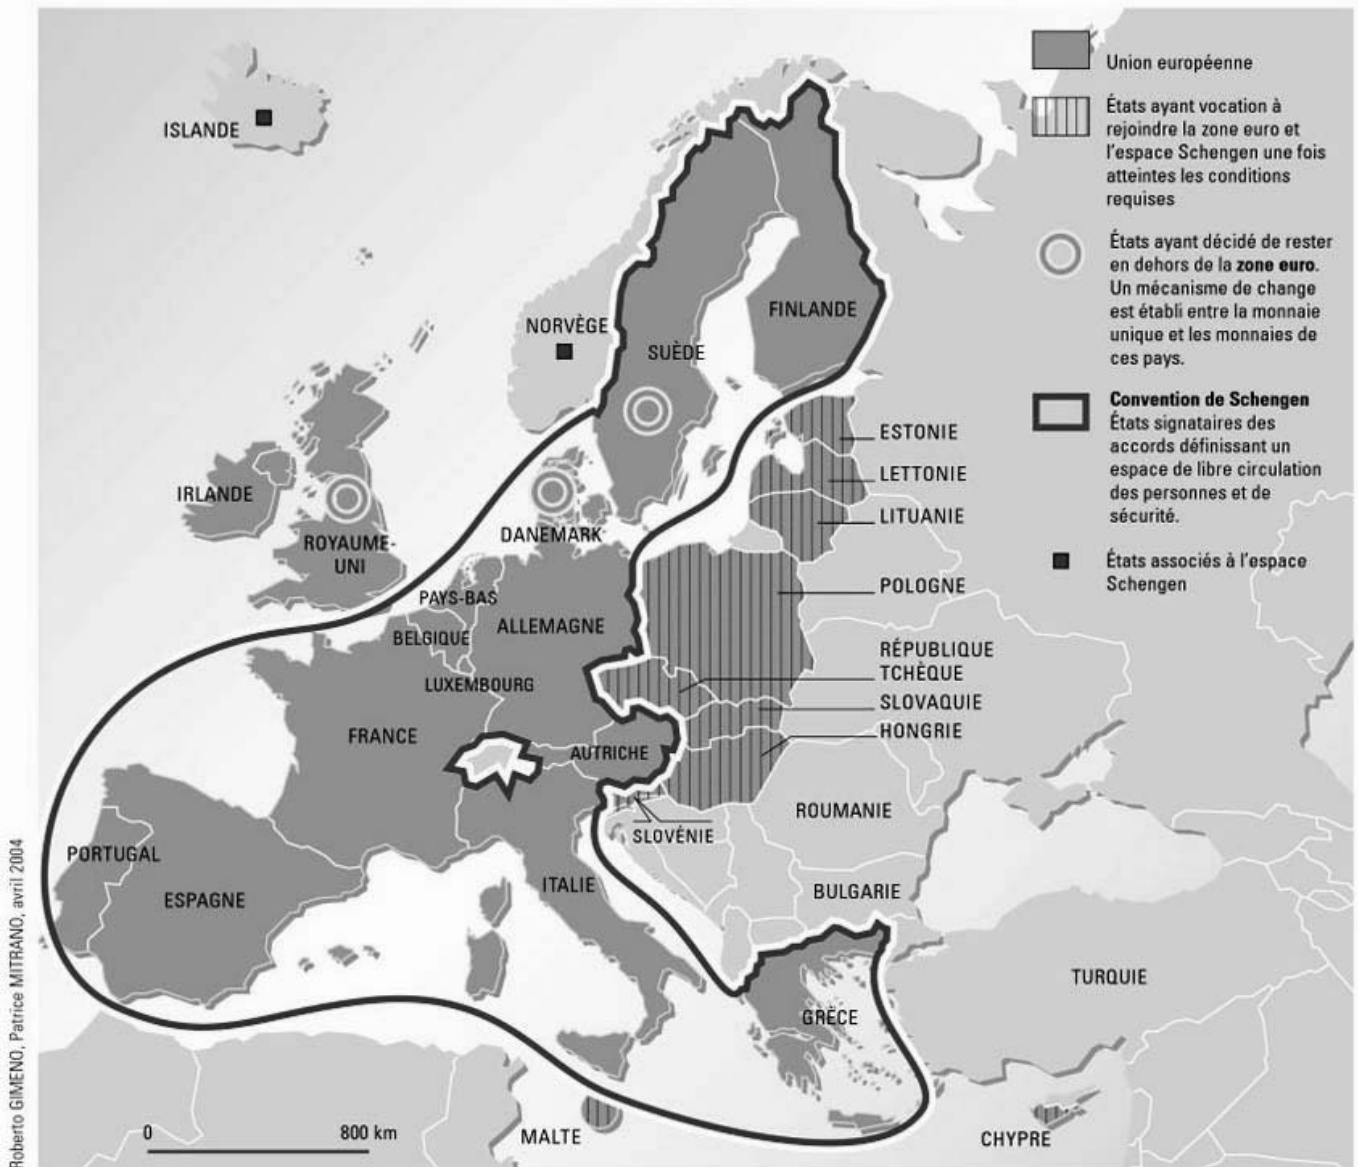 Union européenne
États ayant vocation à
rejoindre la zone euro et
l'espace Schengen une fois
atteintes les conditions
requises
États ayant décidé de rester
en dehors de la zone euro.
Un mécanisme de change
est établi entre la monnaie
unique et les monnaies de
ces pays.
Convention de Schengen
États signataires des
accords définissant un
espace de libre circulation
des personnes et de
sécurité.
États associés à l'espace
Schengen
ISLANDE
NORVÈGE
SUÈDE
FINLANDE
ESTONIE
LETTONIE
LITUANIE
IRLANDE
ROYAUME-
UNI
DANEMARK
PAYS-BAS
BELGIQUE
ALLEMAGNE
LUXEMBOURG
POLOGNE
RÉPUBLIQUE
TCHÈQUE
SLOVAQUIE
HONGRIE
FRANCE
AUTRICHE
SLOVÉNIE
ROUMANIE
BULGARIE
PORTUGAL
ESPAGNE
ITALIE
GRÈCE
TURQUIE
MALTE
CHYPRE
0
800 km
Roberto GIMENO, Patrice MITRANO, avril 2004